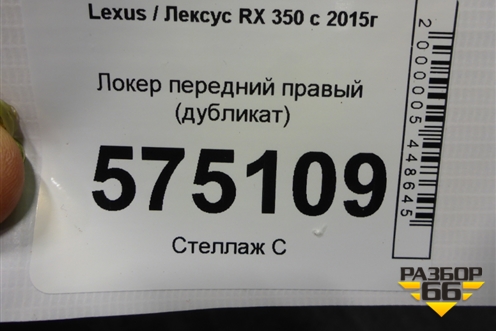 Lexus / Лексус RX 350 с 2015г
Локер передний правый
(дубликат)
575109
Стеллаж С
2000005448645
РАЗБОР
66